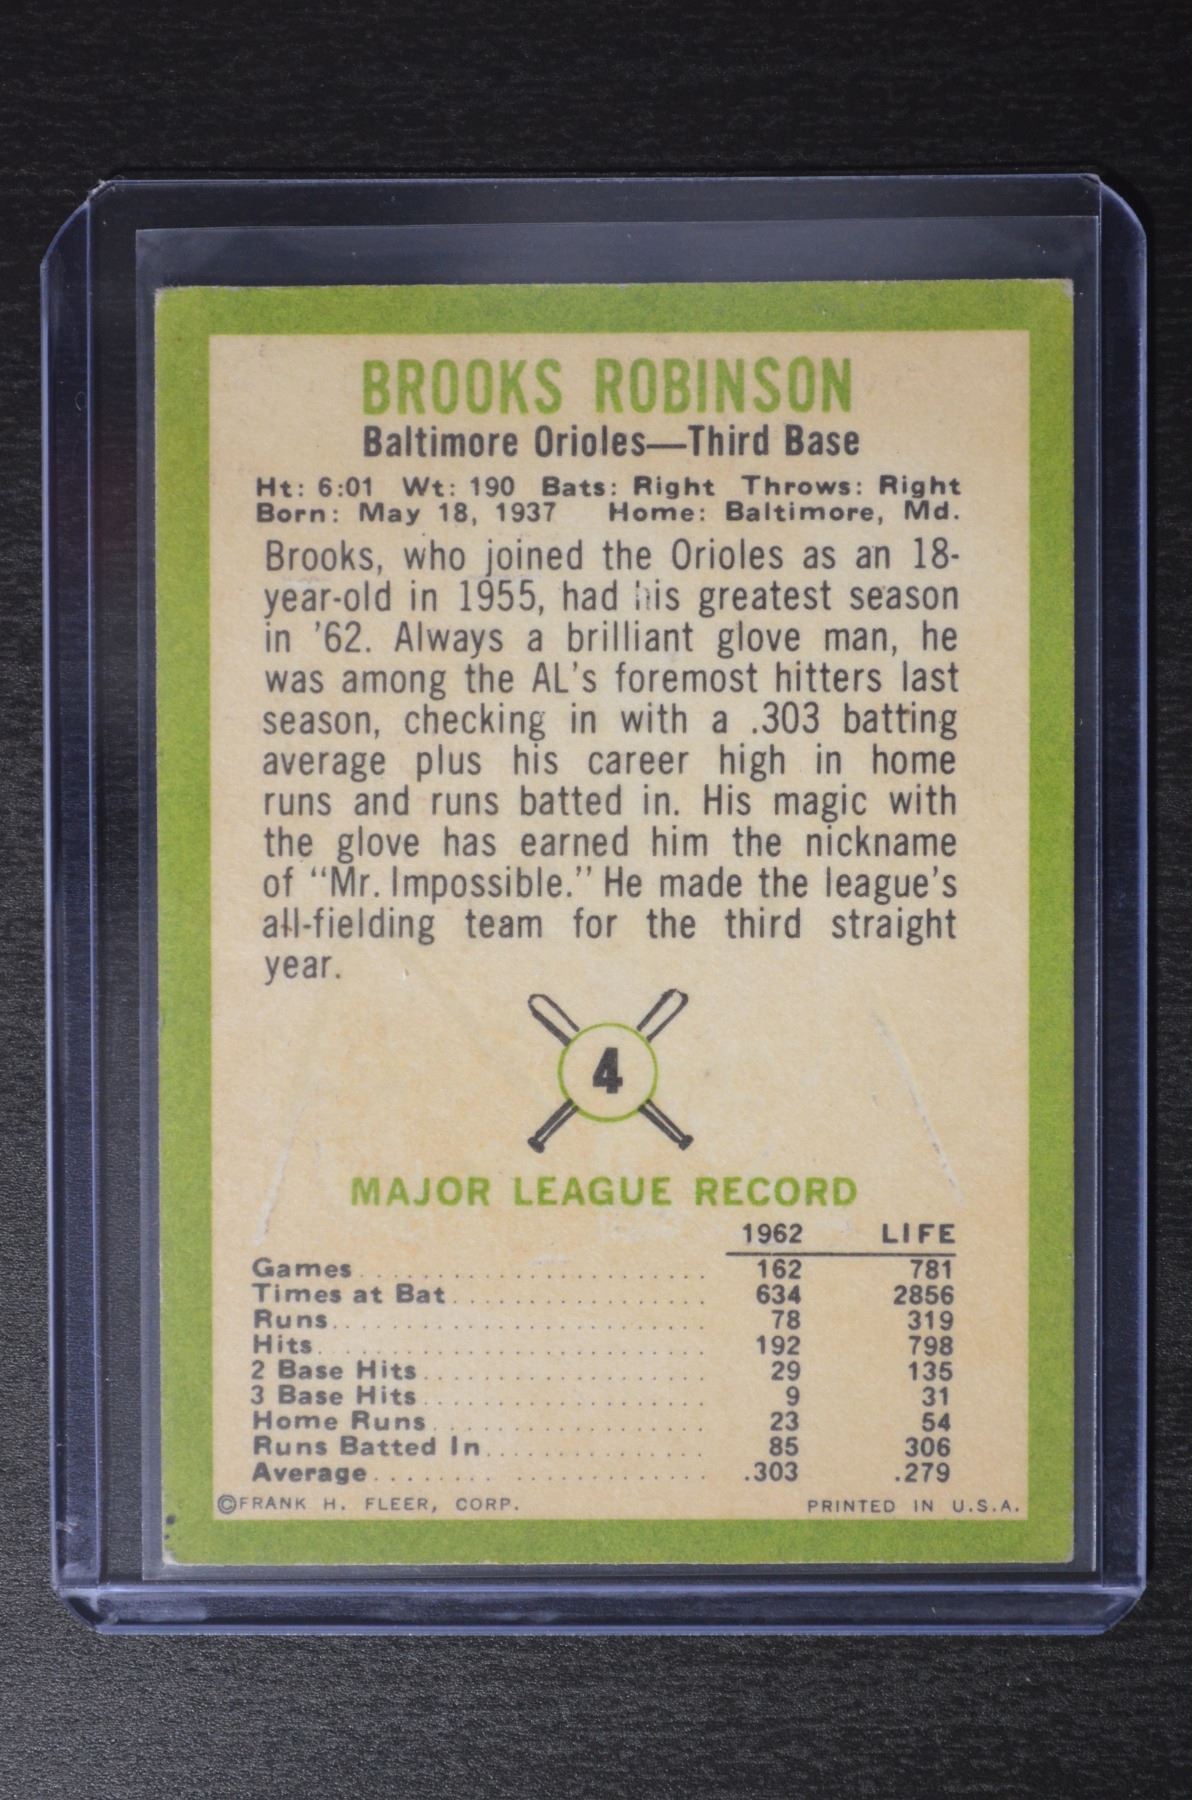 BROOKS ROBINSON
Baltimore Orioles—Third Base
Ht: 6:01 Wt: 190 Bats: Right Throws: Right
Born: May 18, 1937 Home: Baltimore, Md.
Brooks, who joined the Orioles as an 18-
year-old in 1955, had his greatest season
in '62. Always a brilliant glove man, he
was among the AL's foremost hitters last
season, checking in with a .303 batting
average plus his career high in home
runs and runs batted in. His magic with
the glove has earned him the nickname
of “Mr. Impossible.” He made the league's
all-fielding team for the third straight
year.
4
MAJOR LEAGUE RECORD
1962 LIFE
Games 162 781
Times at Bat 634 2856
Runs 78 319
Hits 192 798
2 Base Hits 29 135
3 Base Hits 9 31
Home Runs 23 54
Runs Batted In 85 306
Average .303 .279
©FRANK H. FLEER, CORP. PRINTED IN U.S.A.